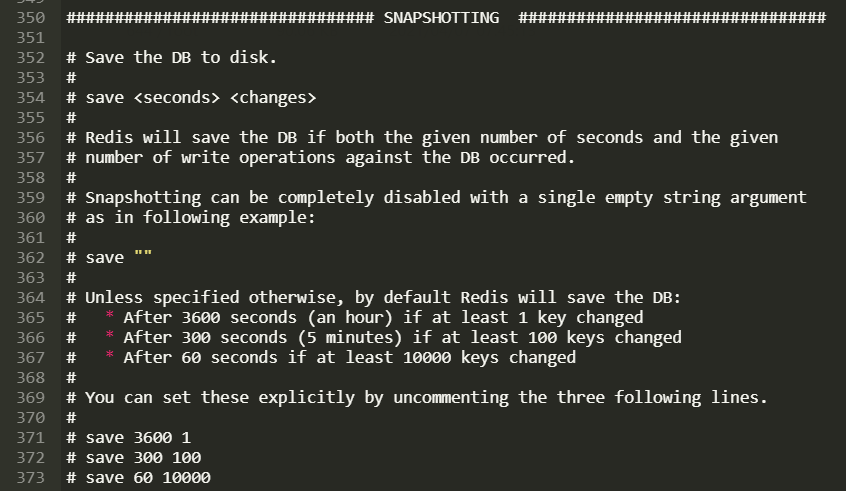 350 ################################ SNAPSHOTTING  ################################
351
352 # Save the DB to disk.
353 #
354 # save <seconds> <changes>
355 #
356 # Redis will save the DB if both the given number of seconds and the given
357 # number of write operations against the DB occurred.
358 #
359 # Snapshotting can be completely disabled with a single empty string argument
360 # as in following example:
361 #
362 # save ""
363 #
364 # Unless specified otherwise, by default Redis will save the DB:
365 #   * After 3600 seconds (an hour) if at least 1 key changed
366 #   * After 300 seconds (5 minutes) if at least 100 keys changed
367 #   * After 60 seconds if at least 10000 keys changed
368 #
369 # You can set these explicitly by uncommenting the three following lines.
370 #
371 # save 3600 1
372 # save 300 100
373 # save 60 10000